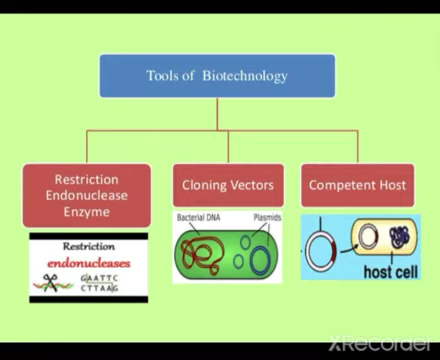 Tools of Biotechnology
Restriction
Endonuclease
Enzyme
Cloning Vectors
Competent Host
Restriction
endonucleases
GAATTC
CTTAAG
Bacterial DNA
Plasmids
host cell
XRecorder